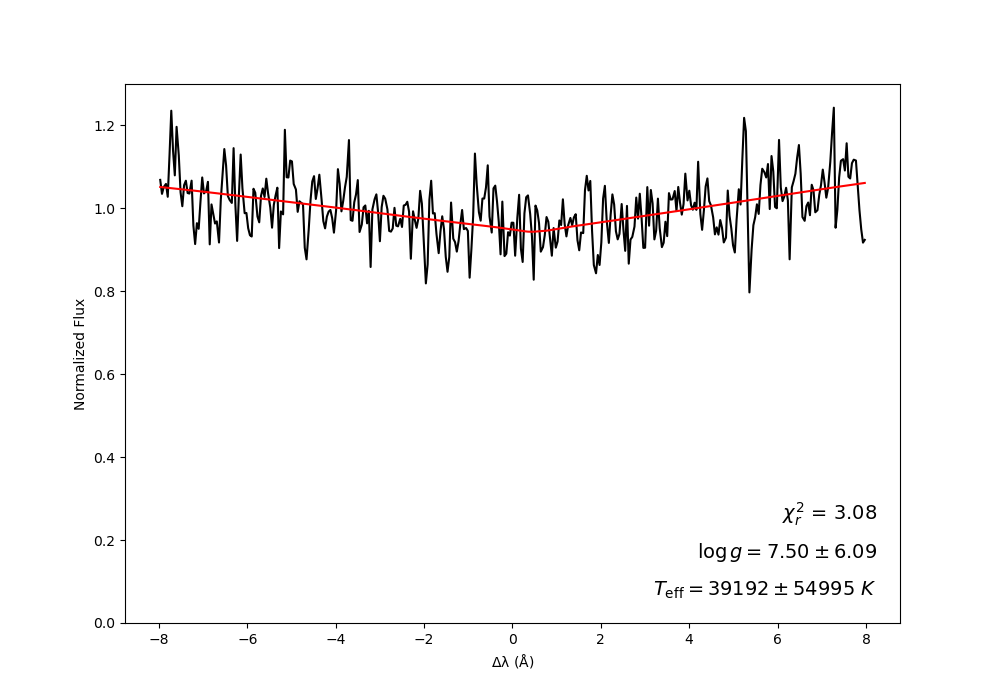 1.2
1.0
0.8
0.6
0.4
0.2
0.0
Normalized Flux
χ²ᵣ = 3.08
log g = 7.50 ± 6.09
T_eff = 39192 ± 54995 K
−8 −6 −4 −2 0 2 4 6 8
Δλ (Å)